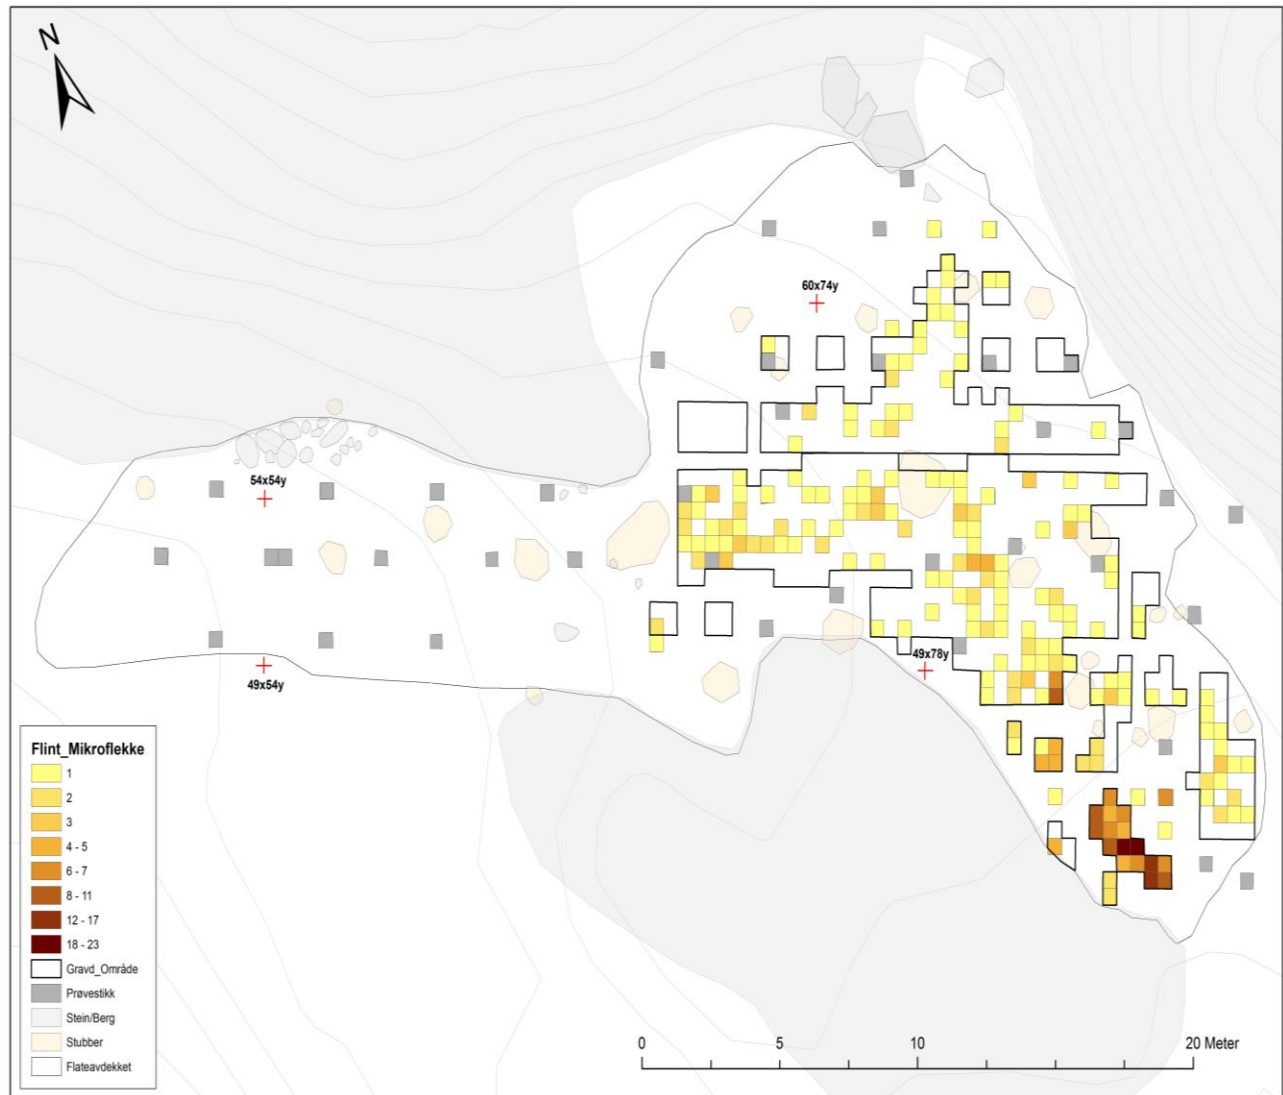 N
60x74y
54x54y
49x54y
49x78y
Flint_Mikroflekke
1
2
3
4 - 5
6 - 7
8 - 11
12 - 17
18 - 23
Gravd_Område
Prøvestikk
Stein/Berg
Stubber
Flateavdekket
0 5 10 20 Meter